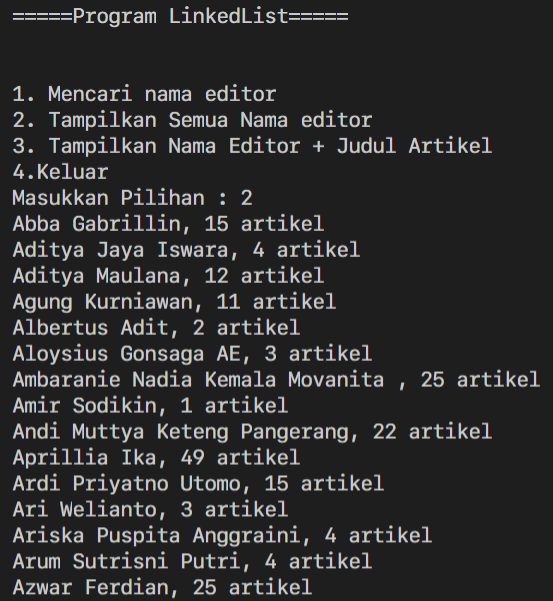 =====Program LinkedList=====
1. Mencari nama editor
2. Tampilkan Semua Nama editor
3. Tampilkan Nama Editor + Judul Artikel
4.Keluar
Masukkan Pilihan : 2
Abba Gabrillin, 15 artikel
Aditya Jaya Iswara, 4 artikel
Aditya Maulana, 12 artikel
Agung Kurniawan, 11 artikel
Albertus Adit, 2 artikel
Aloysius Gonsaga AE, 3 artikel
Ambaranie Nadia Kemala Movanita , 25 artikel
Amir Sodikin, 1 artikel
Andi Muttya Keteng Pangerang, 22 artikel
Aprillia Ika, 49 artikel
Ardi Priyatno Utomo, 15 artikel
Ari Welianto, 3 artikel
Ariska Puspita Anggraini, 4 artikel
Arum Sutrisni Putri, 4 artikel
Azwar Ferdian, 25 artikel